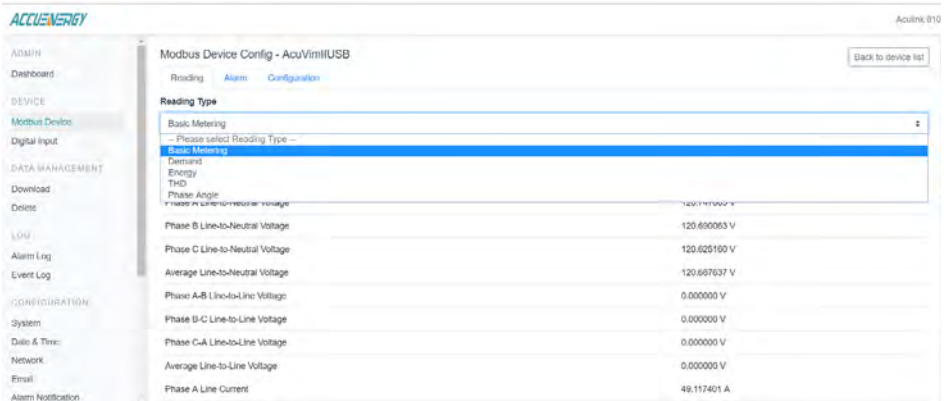 ACCUENERGY
Aculink 810
ADMIN
Dashboard
DEVICE
Modbus Device
Digital Input
DATA MANAGEMENT
Download
Delete
LOG
Alarm Log
Event Log
CONFIGURATION
System
Date & Time
Network
Email
Alarm Notification
Modbus Device Config - AcuVimIIUSB
Back to device list
Reading Alarm Configuration
Reading Type
Basic Metering
-- Please select Reading Type --
Basic Metering
Demand
Energy
THD
Phase Angle
Phase A Line-to-Neutral Voltage
Phase B Line-to-Neutral Voltage 120.690063 V
Phase C Line-to-Neutral Voltage 120.625160 V
Average Line-to-Neutral Voltage 120.687637 V
Phase A-B Line-to-Line Voltage 0.000000 V
Phase B-C Line-to-Line Voltage 0.000000 V
Phase C-A Line-to-Line Voltage 0.000000 V
Average Line-to-Line Voltage 0.000000 V
Phase A Line Current 49.117401 A